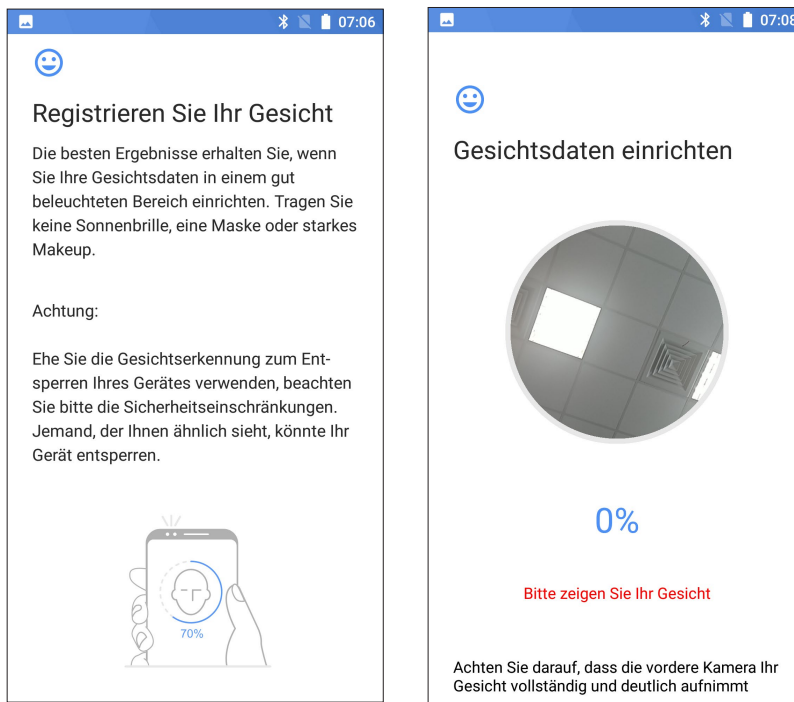 07:06
Registrieren Sie Ihr Gesicht
Die besten Ergebnisse erhalten Sie, wenn
Sie Ihre Gesichtsdaten in einem gut
beleuchteten Bereich einrichten. Tragen Sie
keine Sonnenbrille, eine Maske oder starkes
Makeup.
Achtung:
Ehe Sie die Gesichtserkennung zum Ent-
sperren Ihres Gerätes verwenden, beachten
Sie bitte die Sicherheitseinschränkungen.
Jemand, der Ihnen ähnlich sieht, könnte Ihr
Gerät entsperren.
70%
07:08
Gesichtsdaten einrichten
0%
Bitte zeigen Sie Ihr Gesicht
Achten Sie darauf, dass die vordere Kamera Ihr
Gesicht vollständig und deutlich aufnimmt